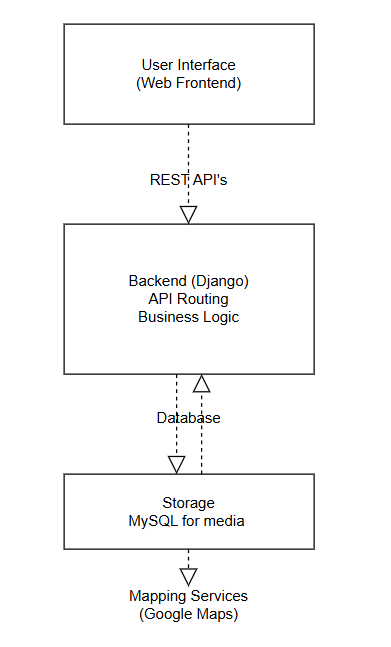 User Interface
(Web Frontend)
REST API's
Backend (Django)
API Routing
Business Logic
Database
Storage
MySQL for media
Mapping Services
(Google Maps)